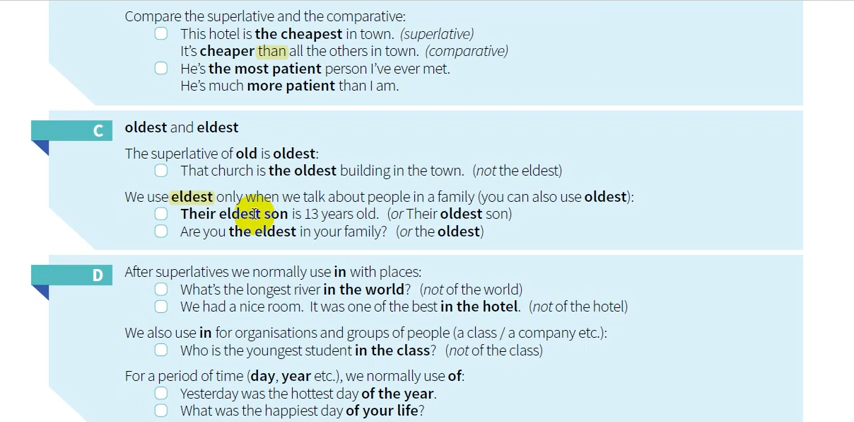 Compare the superlative and the comparative:
This hotel is the cheapest in town. (superlative)
It's cheaper than all the others in town. (comparative)
He's the most patient person I've ever met.
He's much more patient than I am.
C
oldest and eldest
The superlative of old is oldest:
That church is the oldest building in the town. (not the eldest)
We use eldest only when we talk about people in a family (you can also use oldest):
Their eldest son is 13 years old. (or Their oldest son)
Are you the eldest in your family? (or the oldest)
D
After superlatives we normally use in with places:
What's the longest river in the world? (not of the world)
We had a nice room. It was one of the best in the hotel. (not of the hotel)
We also use in for organisations and groups of people (a class / a company etc.):
Who is the youngest student in the class? (not of the class)
For a period of time (day, year etc.), we normally use of:
Yesterday was the hottest day of the year.
What was the happiest day of your life?